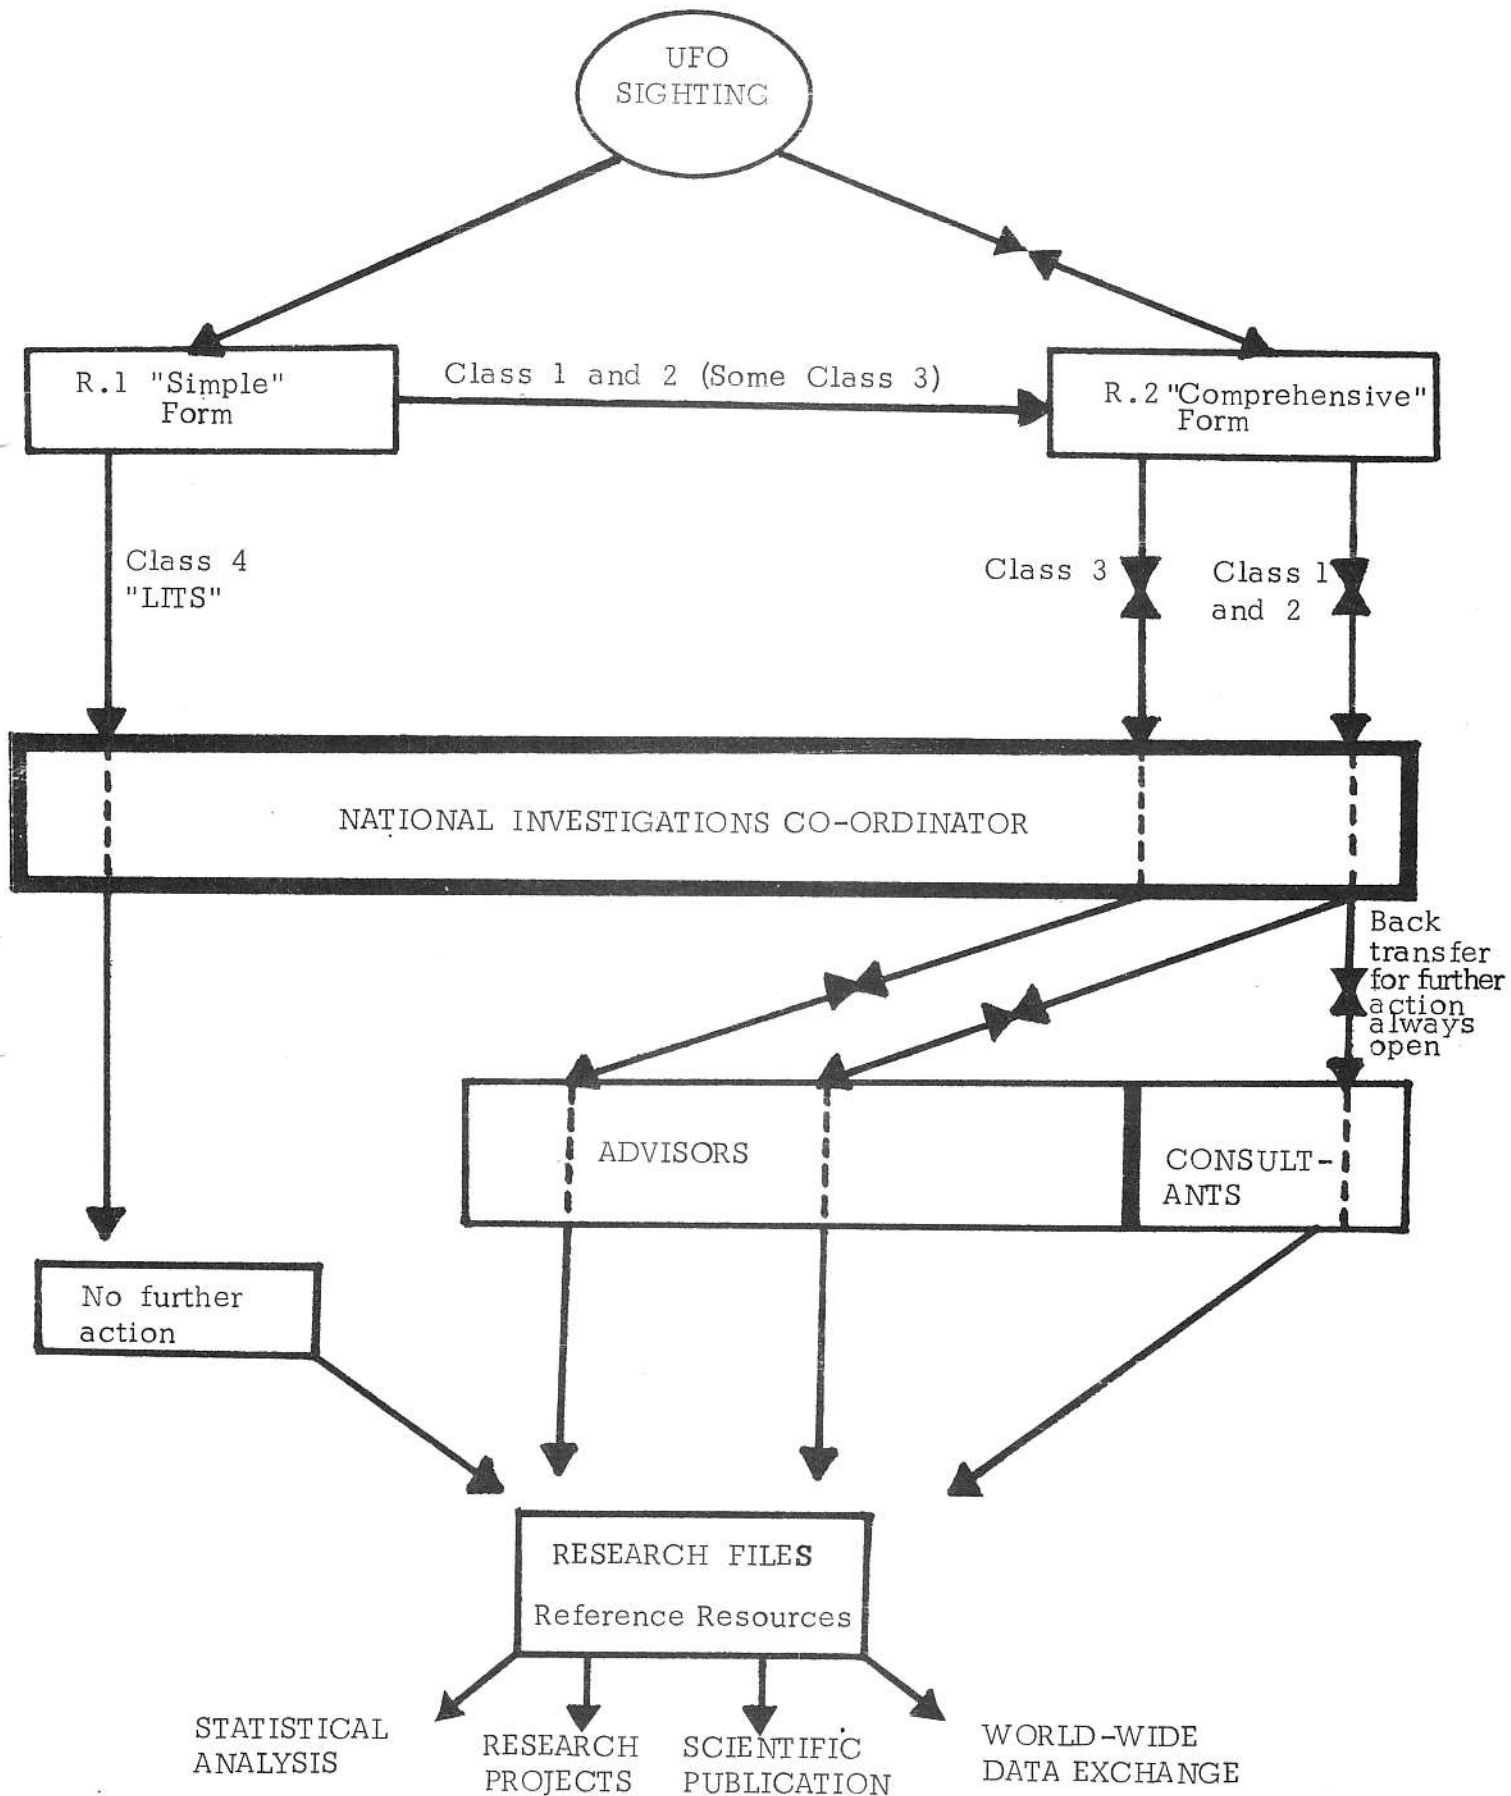 UFO
SIGHTING
R.1 "Simple"
Form
Class 1 and 2 (Some Class 3)
R.2 "Comprehensive"
Form
Class 4
"LITS"
Class 3
Class 1
and 2
NATIONAL INVESTIGATIONS CO-ORDINATOR
Back
transfer
for further
action
always
open
ADVISORS
CONSULT-
ANTS
No further
action
RESEARCH FILES
Reference Resources
STATISTICAL
ANALYSIS
RESEARCH
PROJECTS
SCIENTIFIC
PUBLICATION
WORLD-WIDE
DATA EXCHANGE